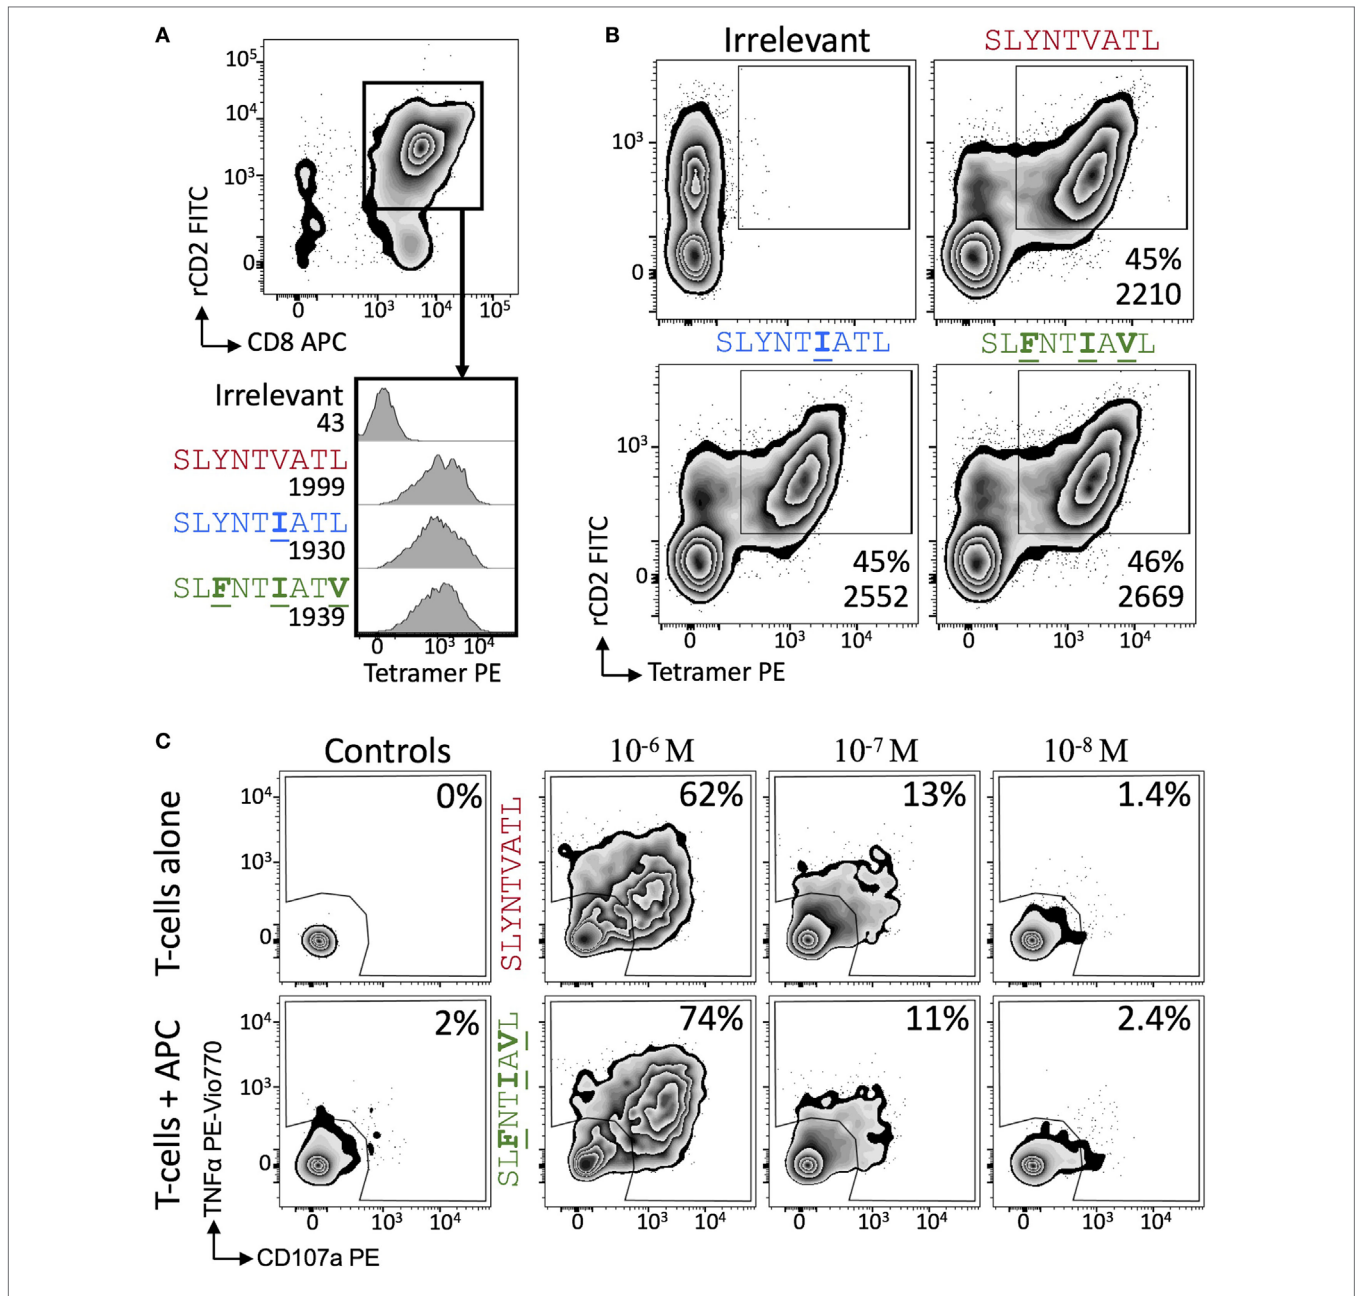 A
10⁵
10⁴
10³
0
rCD2 FITC
0 10³ 10⁴ 10⁵
CD8 APC
Irrelevant
43
SLYNTVATL
1999
SLYNTIATL
1930
SLFNTIATV
1939
0 10³ 10⁴
Tetramer PE
B
Irrelevant
SLYNTVATL
10³
0
45%
2210
SLYNTIATL
SLFNTIAVL
10³
0
45%
2552
46%
2669
rCD2 FITC
0 10³ 10⁴
0 10³ 10⁴
Tetramer PE
C
Controls
10⁻⁶ M
10⁻⁷ M
10⁻⁸ M
T-cells alone
10⁴
10³
0
0%
SLYNTVATL
62%
13%
1.4%
T-cells + APC
TNFα PE-Vio770
10⁴
10³
0
2%
SLFNTIAVL
74%
11%
2.4%
0 10³ 10⁴
0 10³ 10⁴
0 10³ 10⁴
0 10³ 10⁴
CD107a PE